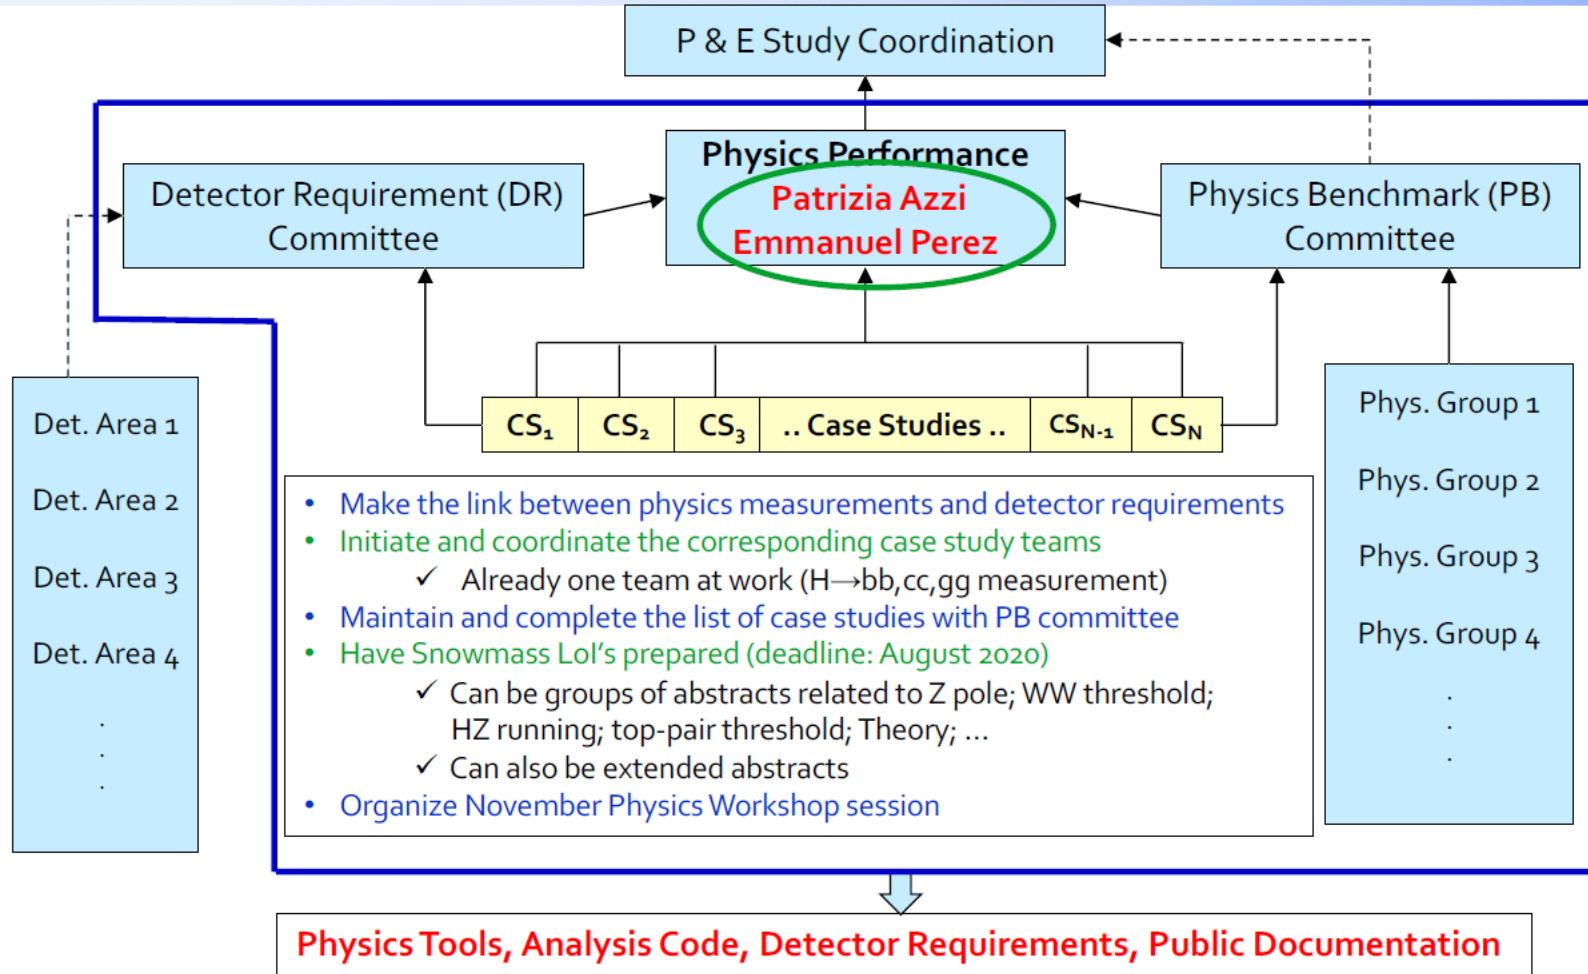 P & E Study Coordination
Physics Performance
Patrizia Azzi
Emmanuel Perez
Detector Requirement (DR)
Committee
Physics Benchmark (PB)
Committee
Det. Area 1
Det. Area 2
Det. Area 3
Det. Area 4
.
.
.
CS₁ CS₂ CS₃ .. Case Studies .. CS_N-1 CS_N
• Make the link between physics measurements and detector requirements
• Initiate and coordinate the corresponding case study teams
✓ Already one team at work (H→bb,cc,gg measurement)
• Maintain and complete the list of case studies with PB committee
• Have Snowmass LoI's prepared (deadline: August 2020)
✓ Can be groups of abstracts related to Z pole; WW threshold;
HZ running; top-pair threshold; Theory; ...
✓ Can also be extended abstracts
• Organize November Physics Workshop session
Phys. Group 1
Phys. Group 2
Phys. Group 3
Phys. Group 4
.
.
.
Physics Tools, Analysis Code, Detector Requirements, Public Documentation